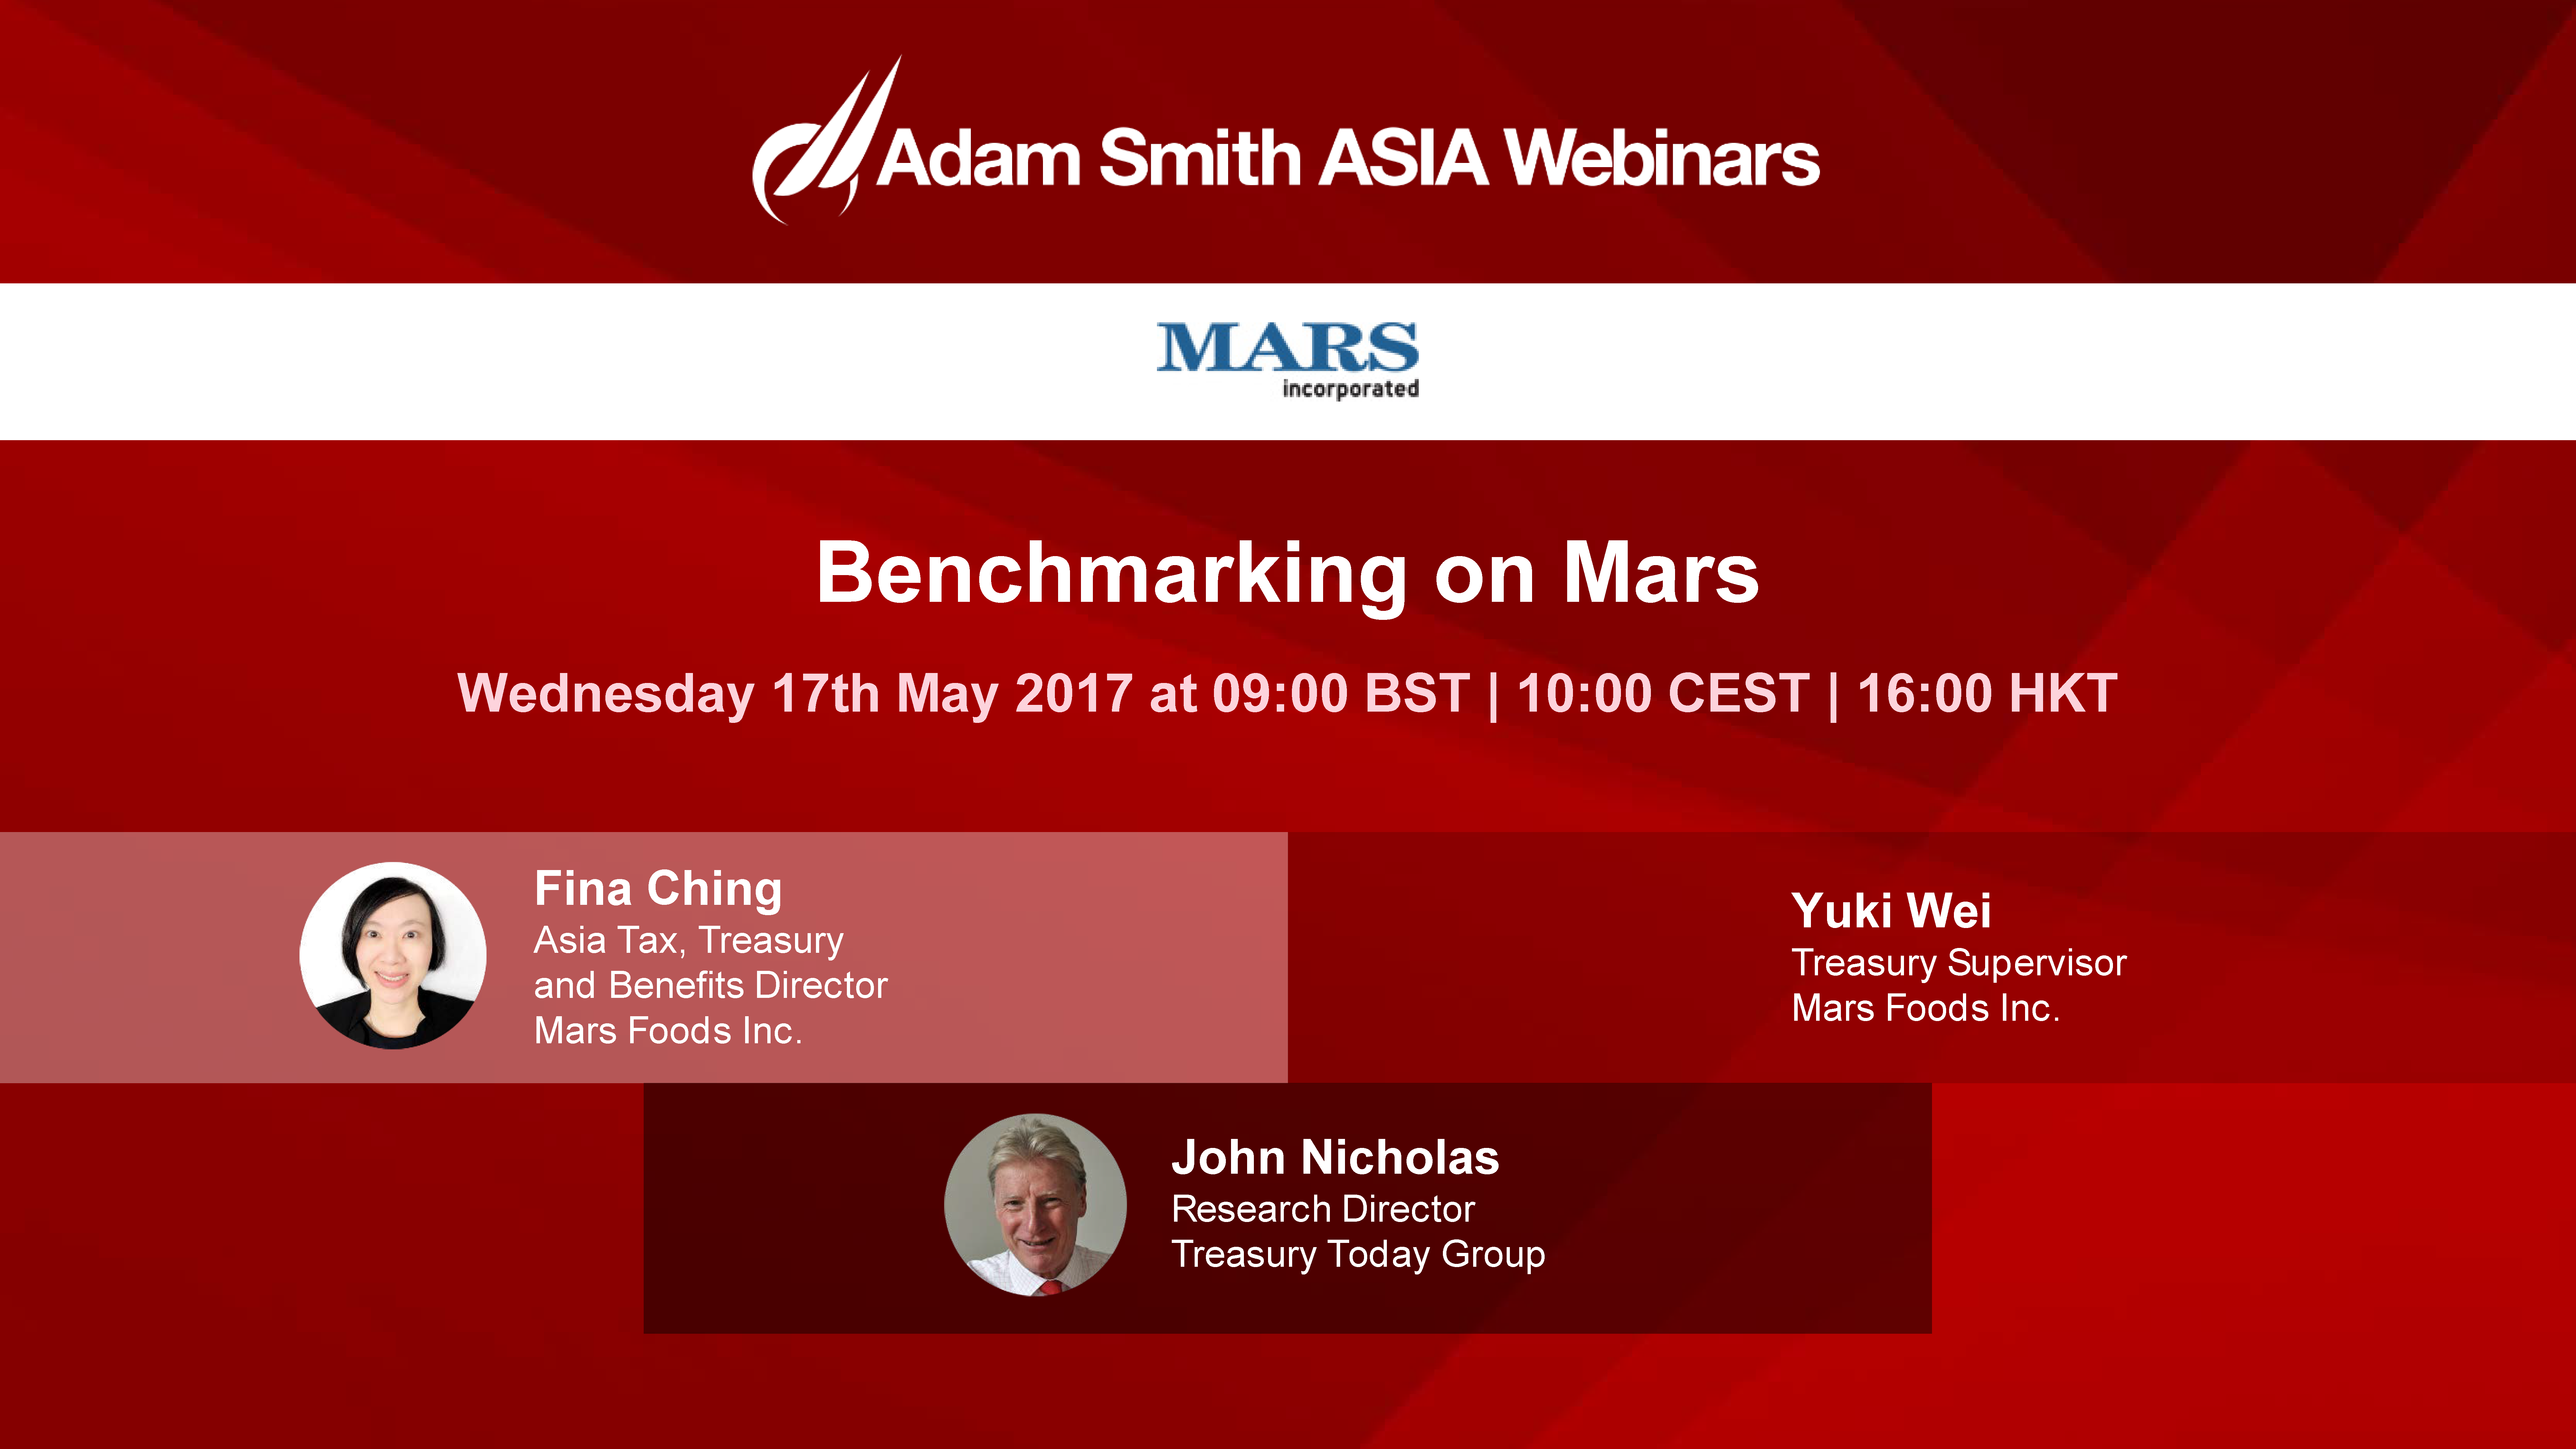 Adam Smith ASIA Webinars
MARS
incorporated
Benchmarking on Mars
Wednesday 17th May 2017 at 09:00 BST | 10:00 CEST | 16:00 HKT
Fina Ching
Asia Tax, Treasury
and Benefits Director
Mars Foods Inc.
Yuki Wei
Treasury Supervisor
Mars Foods Inc.
John Nicholas
Research Director
Treasury Today Group